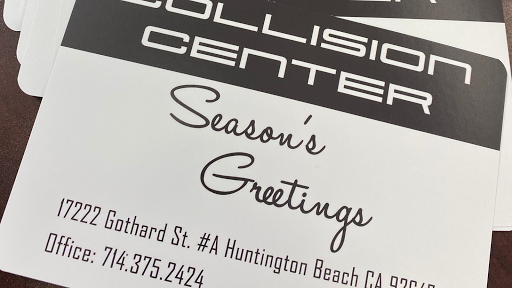 COLLISION
CENTER
Season's
Greetings
17222 Gothard St. #A Huntington Beach CA
Office: 714.375.2424